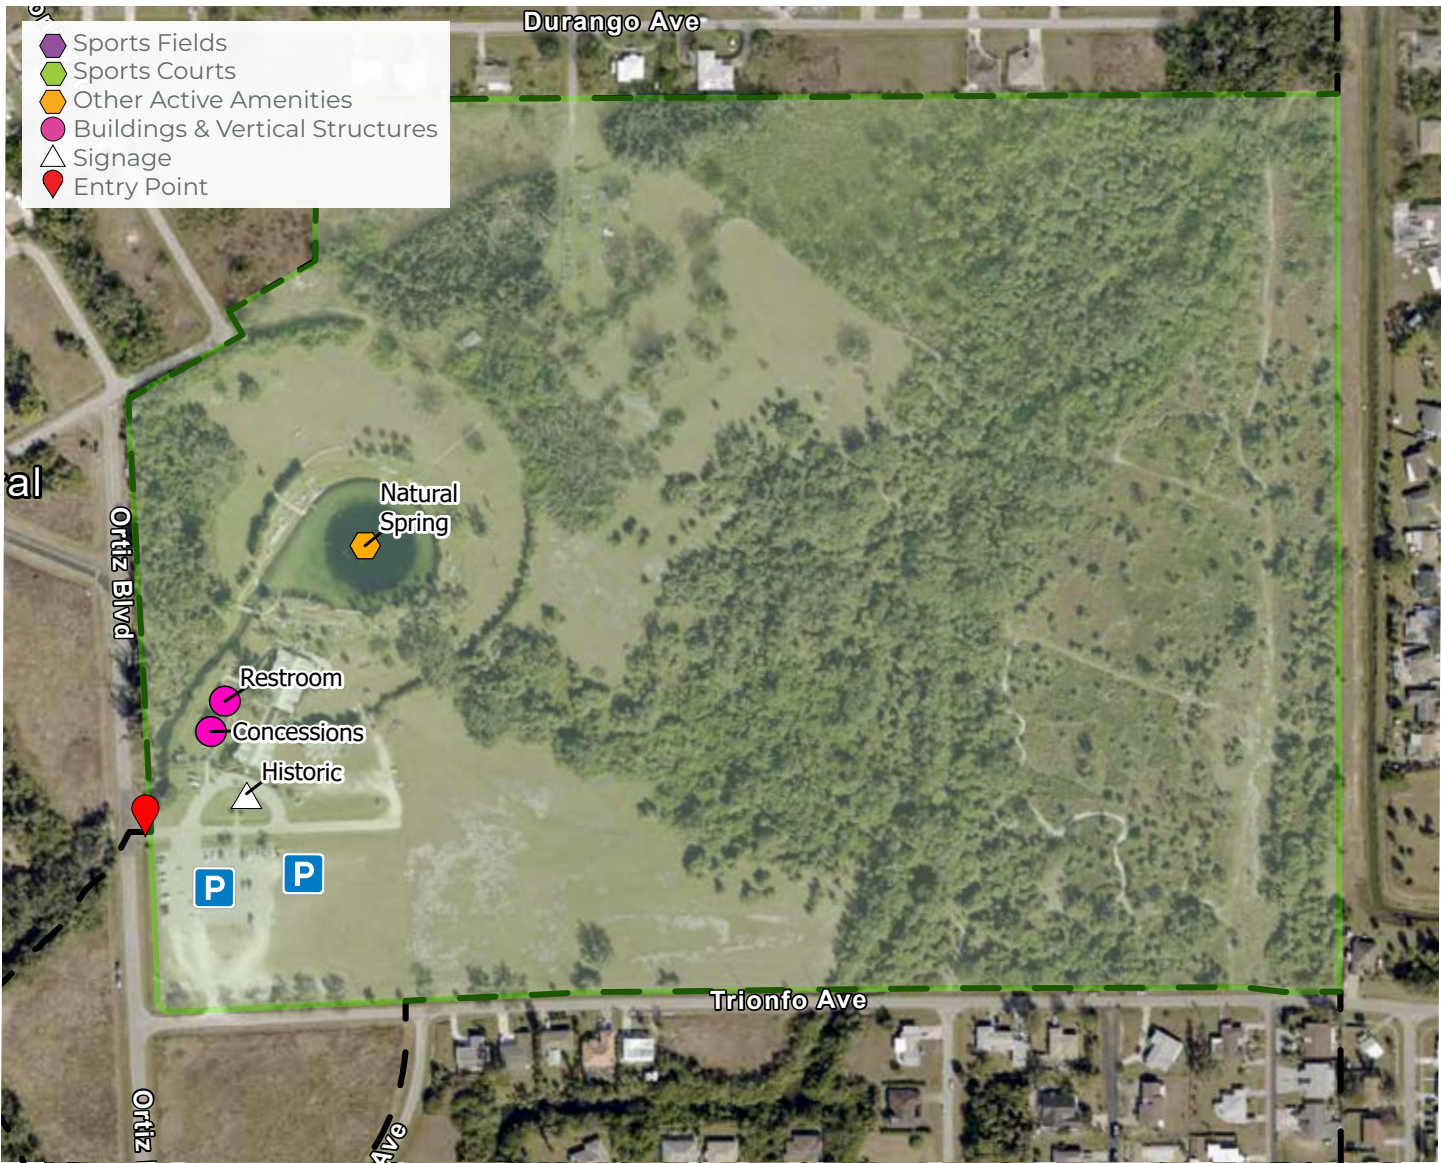 Durango Ave
Sports Fields
Sports Courts
Other Active Amenities
Buildings & Vertical Structures
Signage
Entry Point
al
Natural
Spring
Ortiz Blvd
Restroom
Concessions
Historic
P
P
Trionfo Ave
Ortiz
Ave